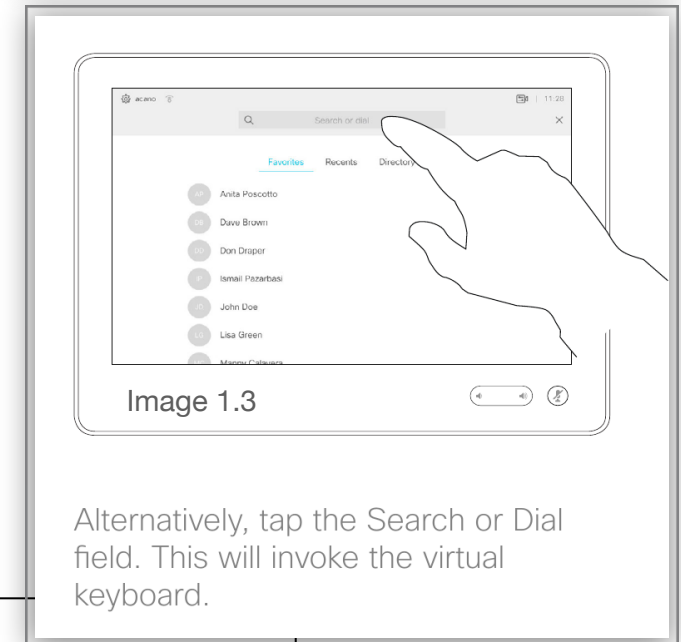 acano
11:28
Search or dial
Favorites Recents Directory
AP Anita Poscotto
DB Dave Brown
DD Don Draper
IP Ismail Pazarbasi
JD John Doe
LG Lisa Green
Manny Calavera
Image 1.3
Alternatively, tap the Search or Dial
field. This will invoke the virtual
keyboard.